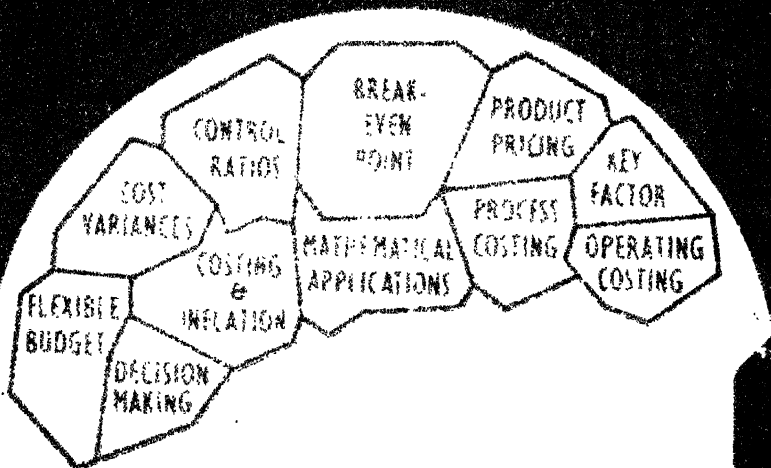 BREAK-
EVEN
POINT
CONTROL
RATIOS
PRODUCT
PRICING
COST
VARIANCES
KEY
FACTOR
PROCESS
COSTING
MATHEMATICAL
APPLICATIONS
OPERATING
COSTING
COSTING
&
INFLATION
FLEXIBLE
BUDGET
DECISION
MAKING